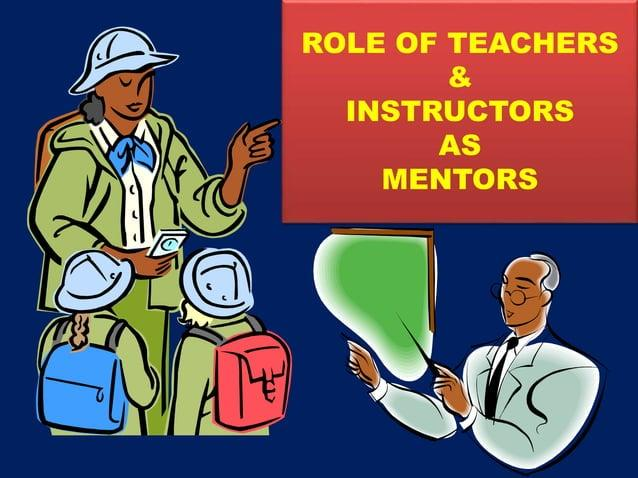 ROLE OF TEACHERS
&
INSTRUCTORS
AS
MENTORS